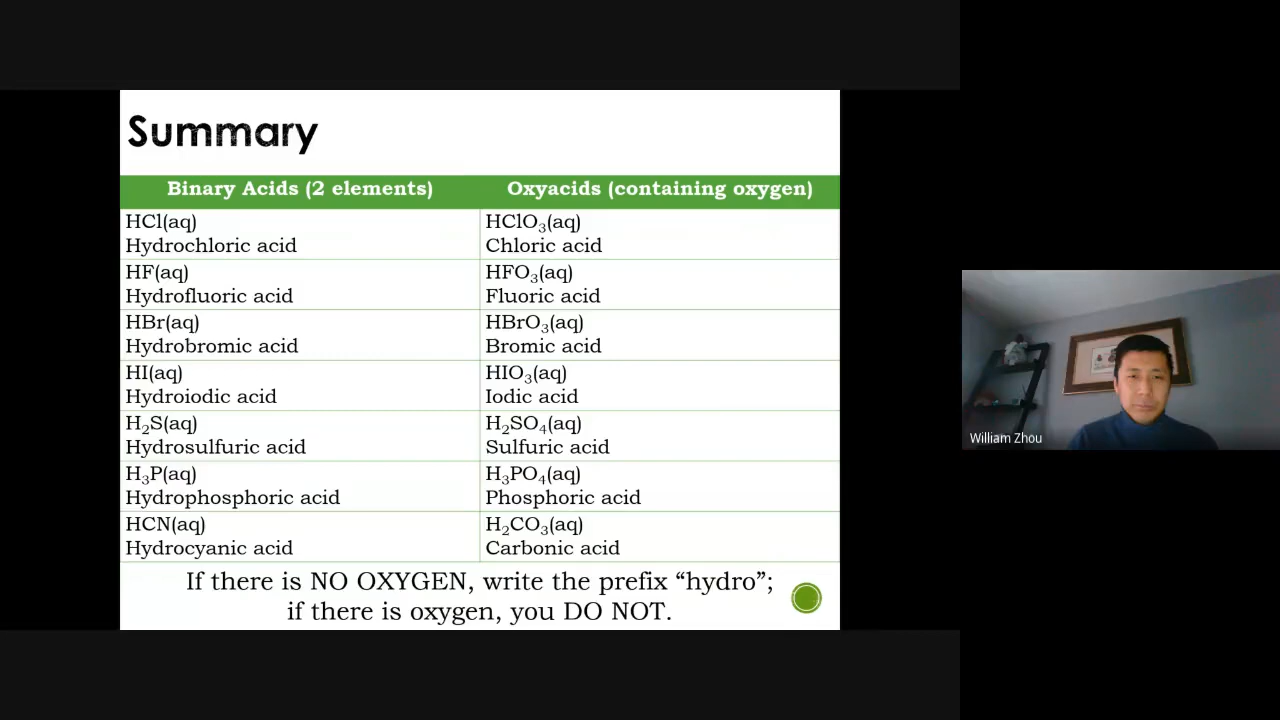 Summary
Binary Acids (2 elements)
Oxyacids (containing oxygen)
HCl(aq)
Hydrochloric acid
HClO₃(aq)
Chloric acid
HF(aq)
Hydrofluoric acid
HFO₃(aq)
Fluoric acid
HBr(aq)
Hydrobromic acid
HBrO₃(aq)
Bromic acid
HI(aq)
Hydroiodic acid
HIO₃(aq)
Iodic acid
H₂S(aq)
Hydrosulfuric acid
H₂SO₄(aq)
Sulfuric acid
H₃P(aq)
Hydrophosphoric acid
H₃PO₄(aq)
Phosphoric acid
HCN(aq)
Hydrocyanic acid
H₂CO₃(aq)
Carbonic acid
If there is NO OXYGEN, write the prefix “hydro”;
if there is oxygen, you DO NOT.
William Zhou